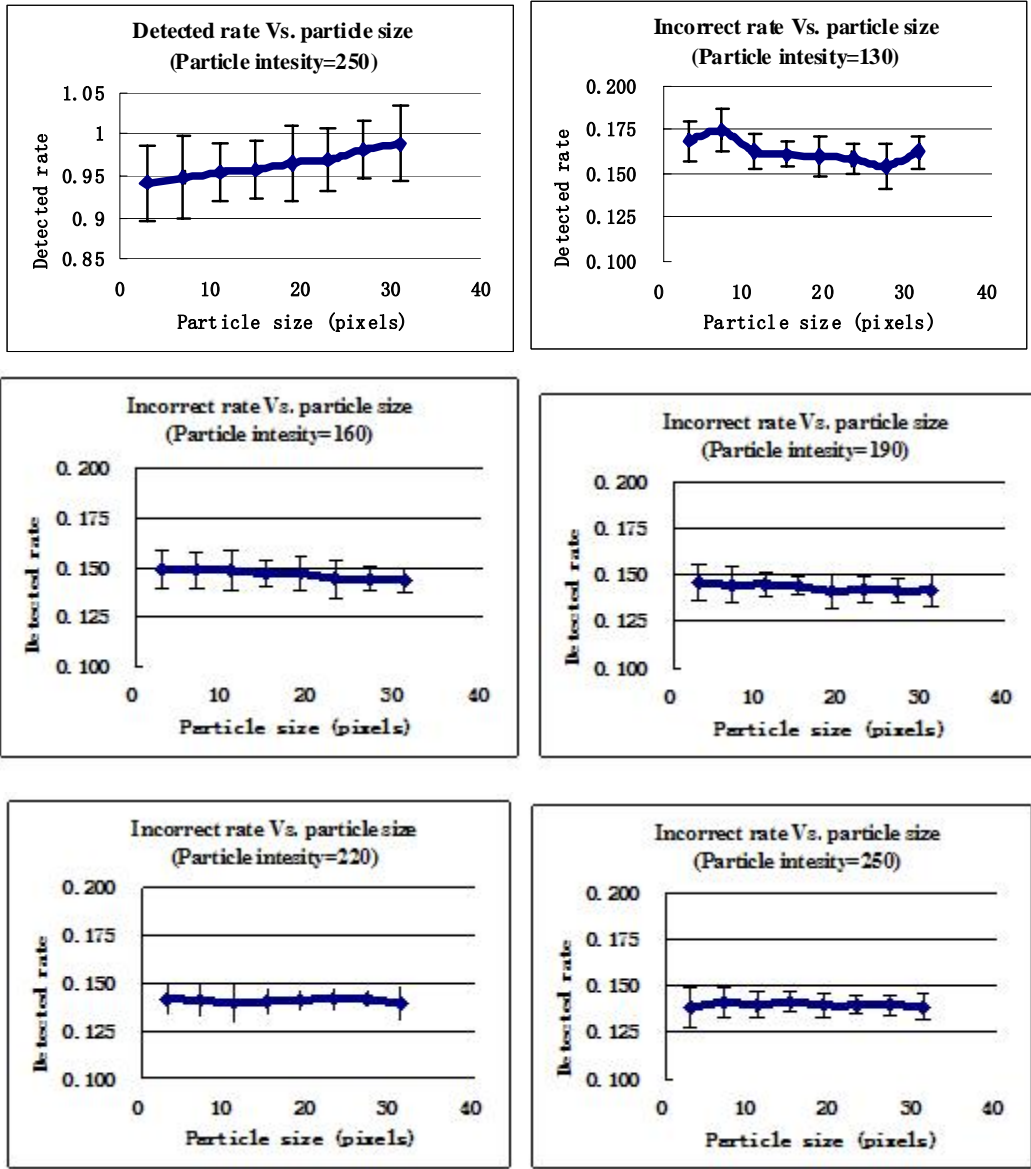 Detected rate Vs. particle size
(Particle intesity=250)
1.05
1
0.95
0.9
0.85
Detected rate
0 10 20 30 40
Particle size (pixels)
Incorrect rate Vs. particle size
(Particle intesity=130)
0.200
0.175
0.150
0.125
0.100
Detected rate
0 10 20 30 40
Particle size (pixels)
Incorrect rate Vs. particle size
(Particle intesity=160)
0.200
0.175
0.150
0.125
0.100
Detected rate
0 10 20 30 40
Particle size (pixels)
Incorrect rate Vs. particle size
(Particle intesity=190)
0.200
0.175
0.150
0.125
0.100
Detected rate
0 10 20 30 40
Particle size (pixels)
Incorrect rate Vs. particle size
(Particle intesity=220)
0.200
0.175
0.150
0.125
0.100
Detected rate
0 10 20 30 40
Particle size (pixels)
Incorrect rate Vs. particle size
(Particle intesity=250)
0.200
0.175
0.150
0.125
0.100
Detected rate
0 10 20 30 40
Particle size (pixels)